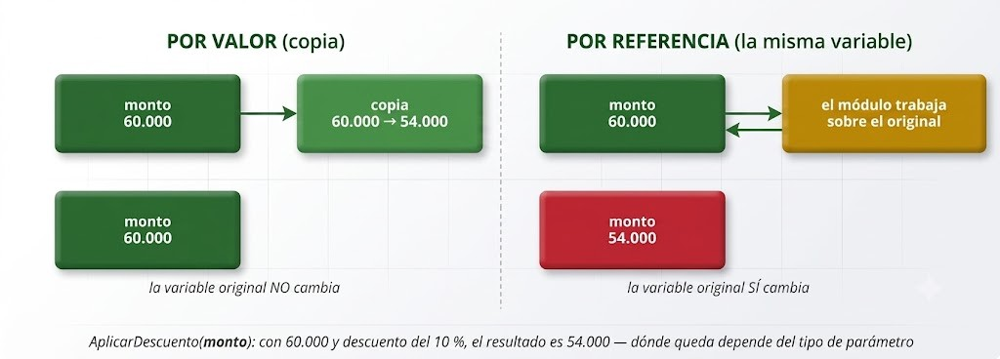 POR VALOR (copia)
monto
60.000
copia
60.000 → 54.000
monto
60.000
la variable original NO cambia
POR REFERENCIA (la misma variable)
monto
60.000
el módulo trabaja
sobre el original
monto
54.000
la variable original SÍ cambia
AplicarDescuento(monto): con 60.000 y descuento del 10 %, el resultado es 54.000 — dónde queda depende del tipo de parámetro